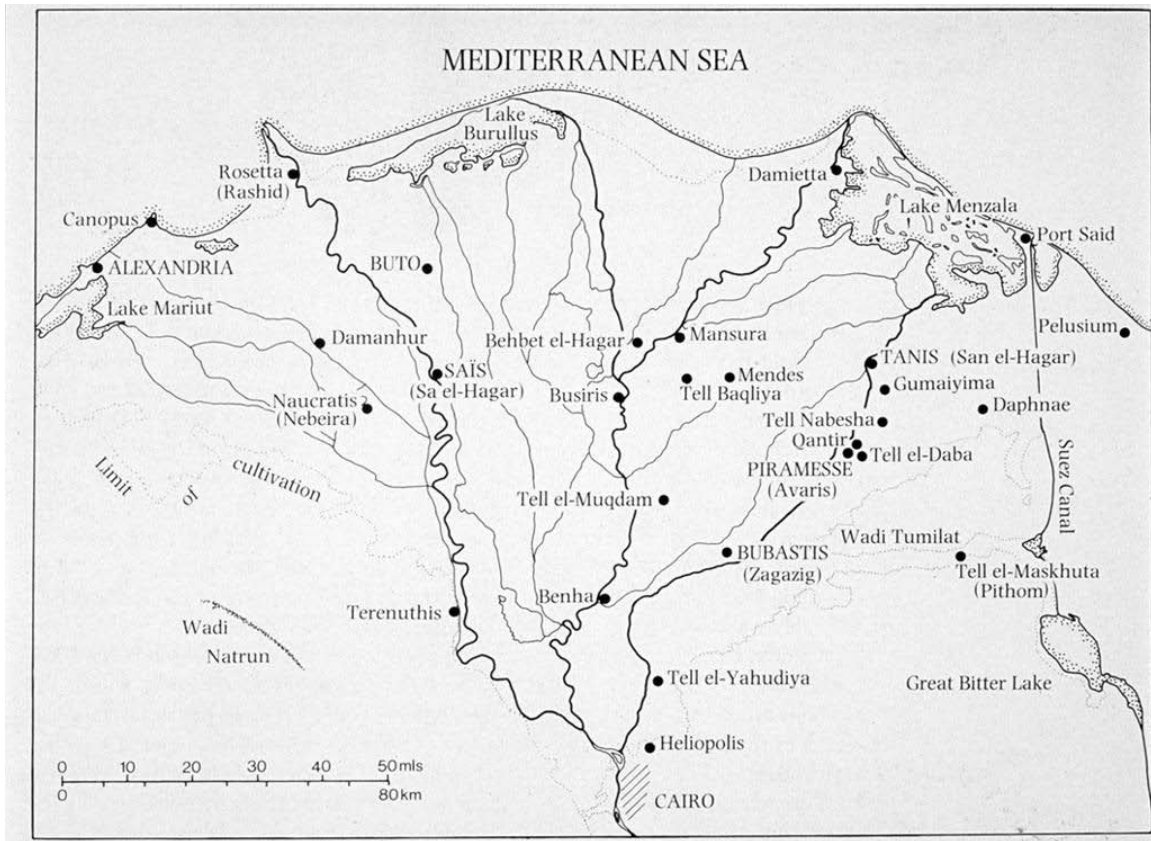 MEDITERRANEAN SEA
Lake
Burullus
Rosetta
(Rashid)
Damietta
Lake Menzala
Canopus
Port Said
ALEXANDRIA
BUTO
Lake Mariut
Pelusium
Damanhur
Behbet el-Hagar
Mansura
TANIS (San el-Hagar)
SAÏS
(Sa el-Hagar)
Mendes
Tell Baqliya
Gumaiyima
Busiris
Naucratis
(Nebeira)
Daphnae
Tell Nabesha
Qantir
Tell el-Daba
PIRAMESSE
(Avaris)
Limit of cultivation
Suez Canal
Tell el-Muqdam
Wadi Tumilat
BUBASTIS
(Zagazig)
Tell el-Maskhuta
(Pithom)
Benha
Terenuthis
Wadi
Natrun
Tell el-Yahudiya
Great Bitter Lake
Heliopolis
0 10 20 30 40 50 mls
0 80 km
CAIRO